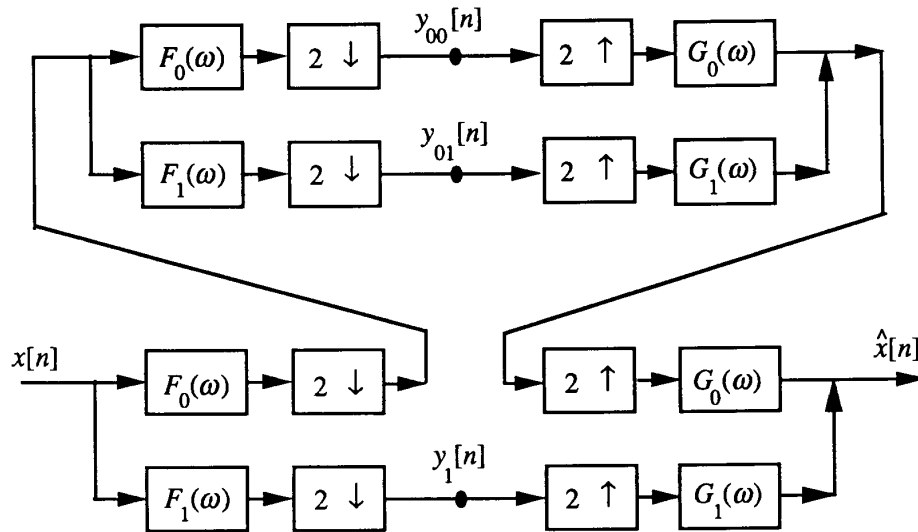 y₀₀[n]
F₀(ω) 2 ↓ 2 ↑ G₀(ω)
y₀₁[n]
F₁(ω) 2 ↓ 2 ↑ G₁(ω)
x[n] x̂[n]
F₀(ω) 2 ↓ 2 ↑ G₀(ω)
y₁[n]
F₁(ω) 2 ↓ 2 ↑ G₁(ω)